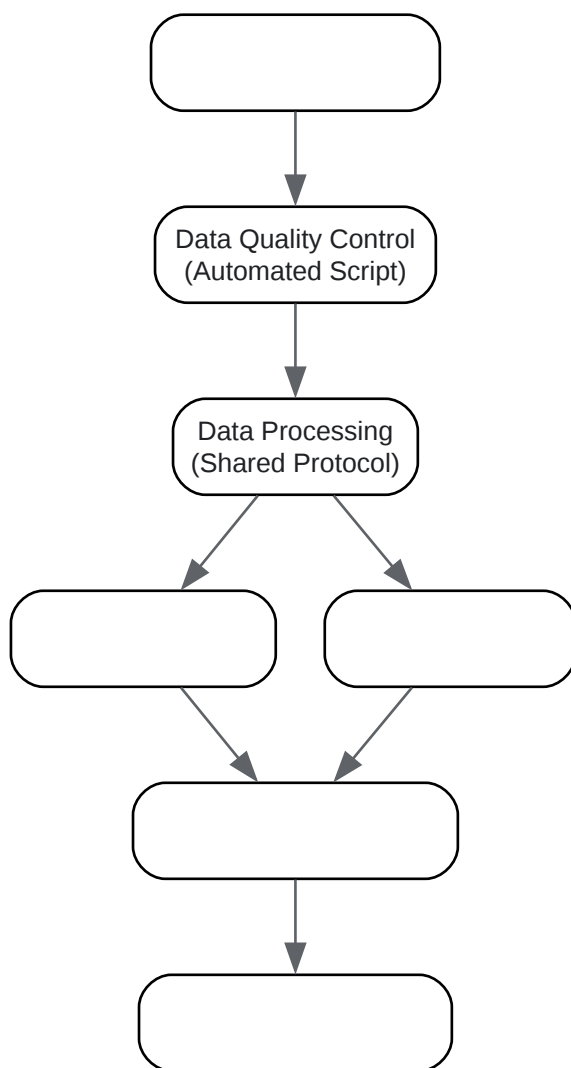 Data Quality Control
(Automated Script)
Data Processing
(Shared Protocol)